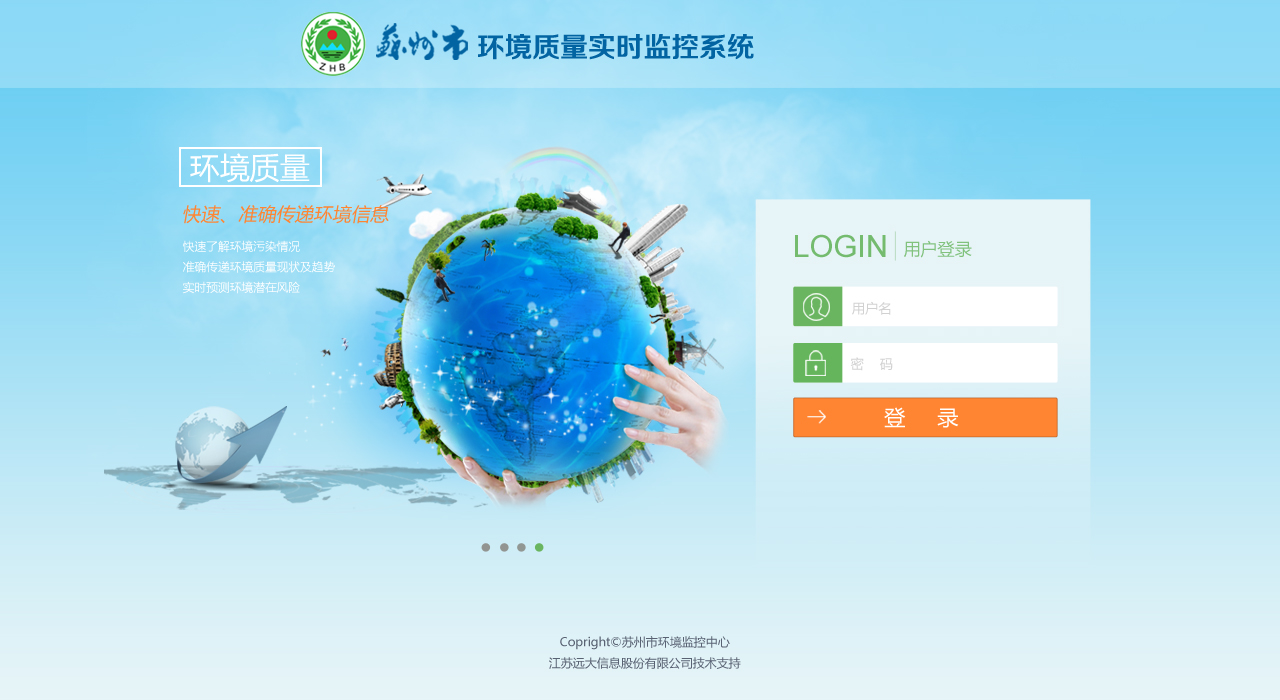 ZHB
蘇州市 环境质量实时监控系统
环境质量
快速、准确传递环境信息
快速了解环境污染情况
准确传递环境质量现状及趋势
实时预测环境潜在风险
LOGIN 用户登录
用户名
密 码
登 录
Copright©苏州市环境监控中心
江苏远大信息股份有限公司技术支持